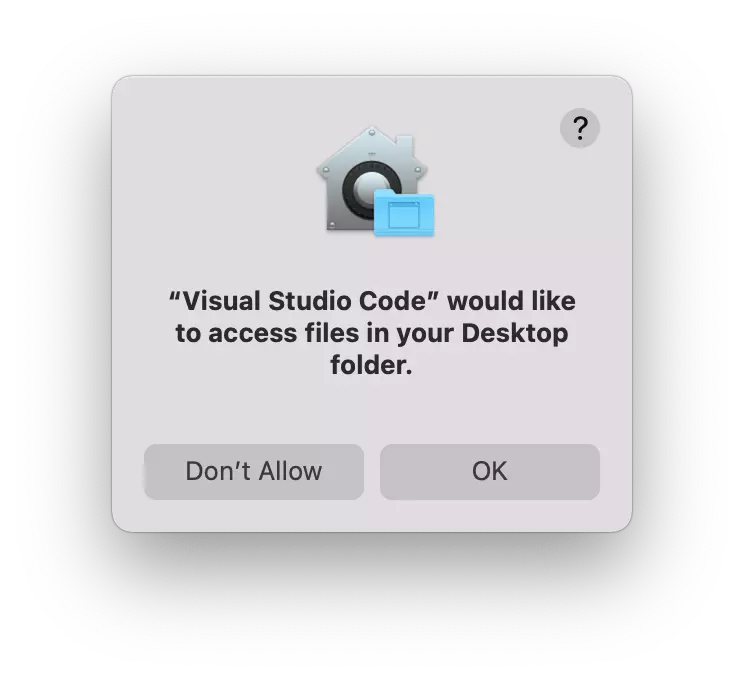 ?
“Visual Studio Code” would like
to access files in your Desktop
folder.
Don’t Allow
OK